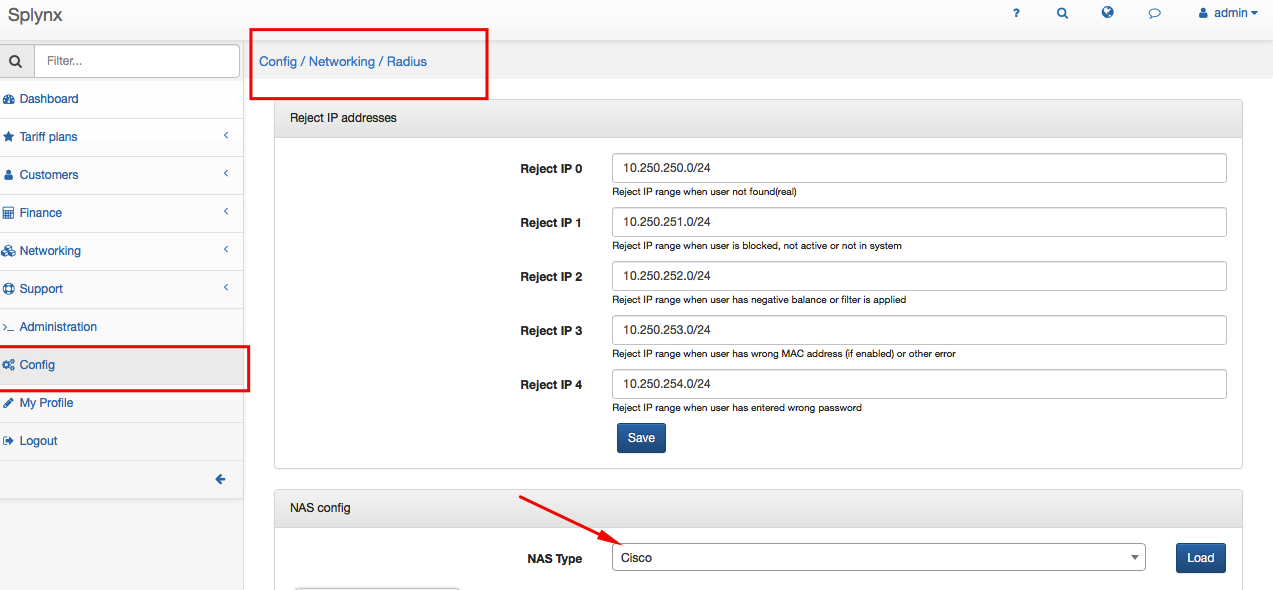 Splynx
?
admin
Filter...
Config / Networking / Radius
Dashboard
Tariff plans
Customers
Finance
Networking
Support
Administration
Config
My Profile
Logout
Reject IP addresses
Reject IP 0
10.250.250.0/24
Reject IP range when user not found(real)
Reject IP 1
10.250.251.0/24
Reject IP range when user is blocked, not active or not in system
Reject IP 2
10.250.252.0/24
Reject IP range when user has negative balance or filter is applied
Reject IP 3
10.250.253.0/24
Reject IP range when user has wrong MAC address (if enabled) or other error
Reject IP 4
10.250.254.0/24
Reject IP range when user has entered wrong password
Save
NAS config
NAS Type
Cisco
Load